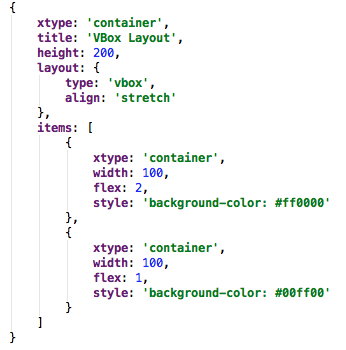 {
    xtype: 'container',
    title: 'VBox Layout',
    height: 200,
    layout: {
        type: 'vbox',
        align: 'stretch'
    },
    items: [
        {
            xtype: 'container',
            width: 100,
            flex: 2,
            style: 'background-color: #ff0000'
        },
        {
            xtype: 'container',
            width: 100,
            flex: 1,
            style: 'background-color: #00ff00'
        }
    ]
}